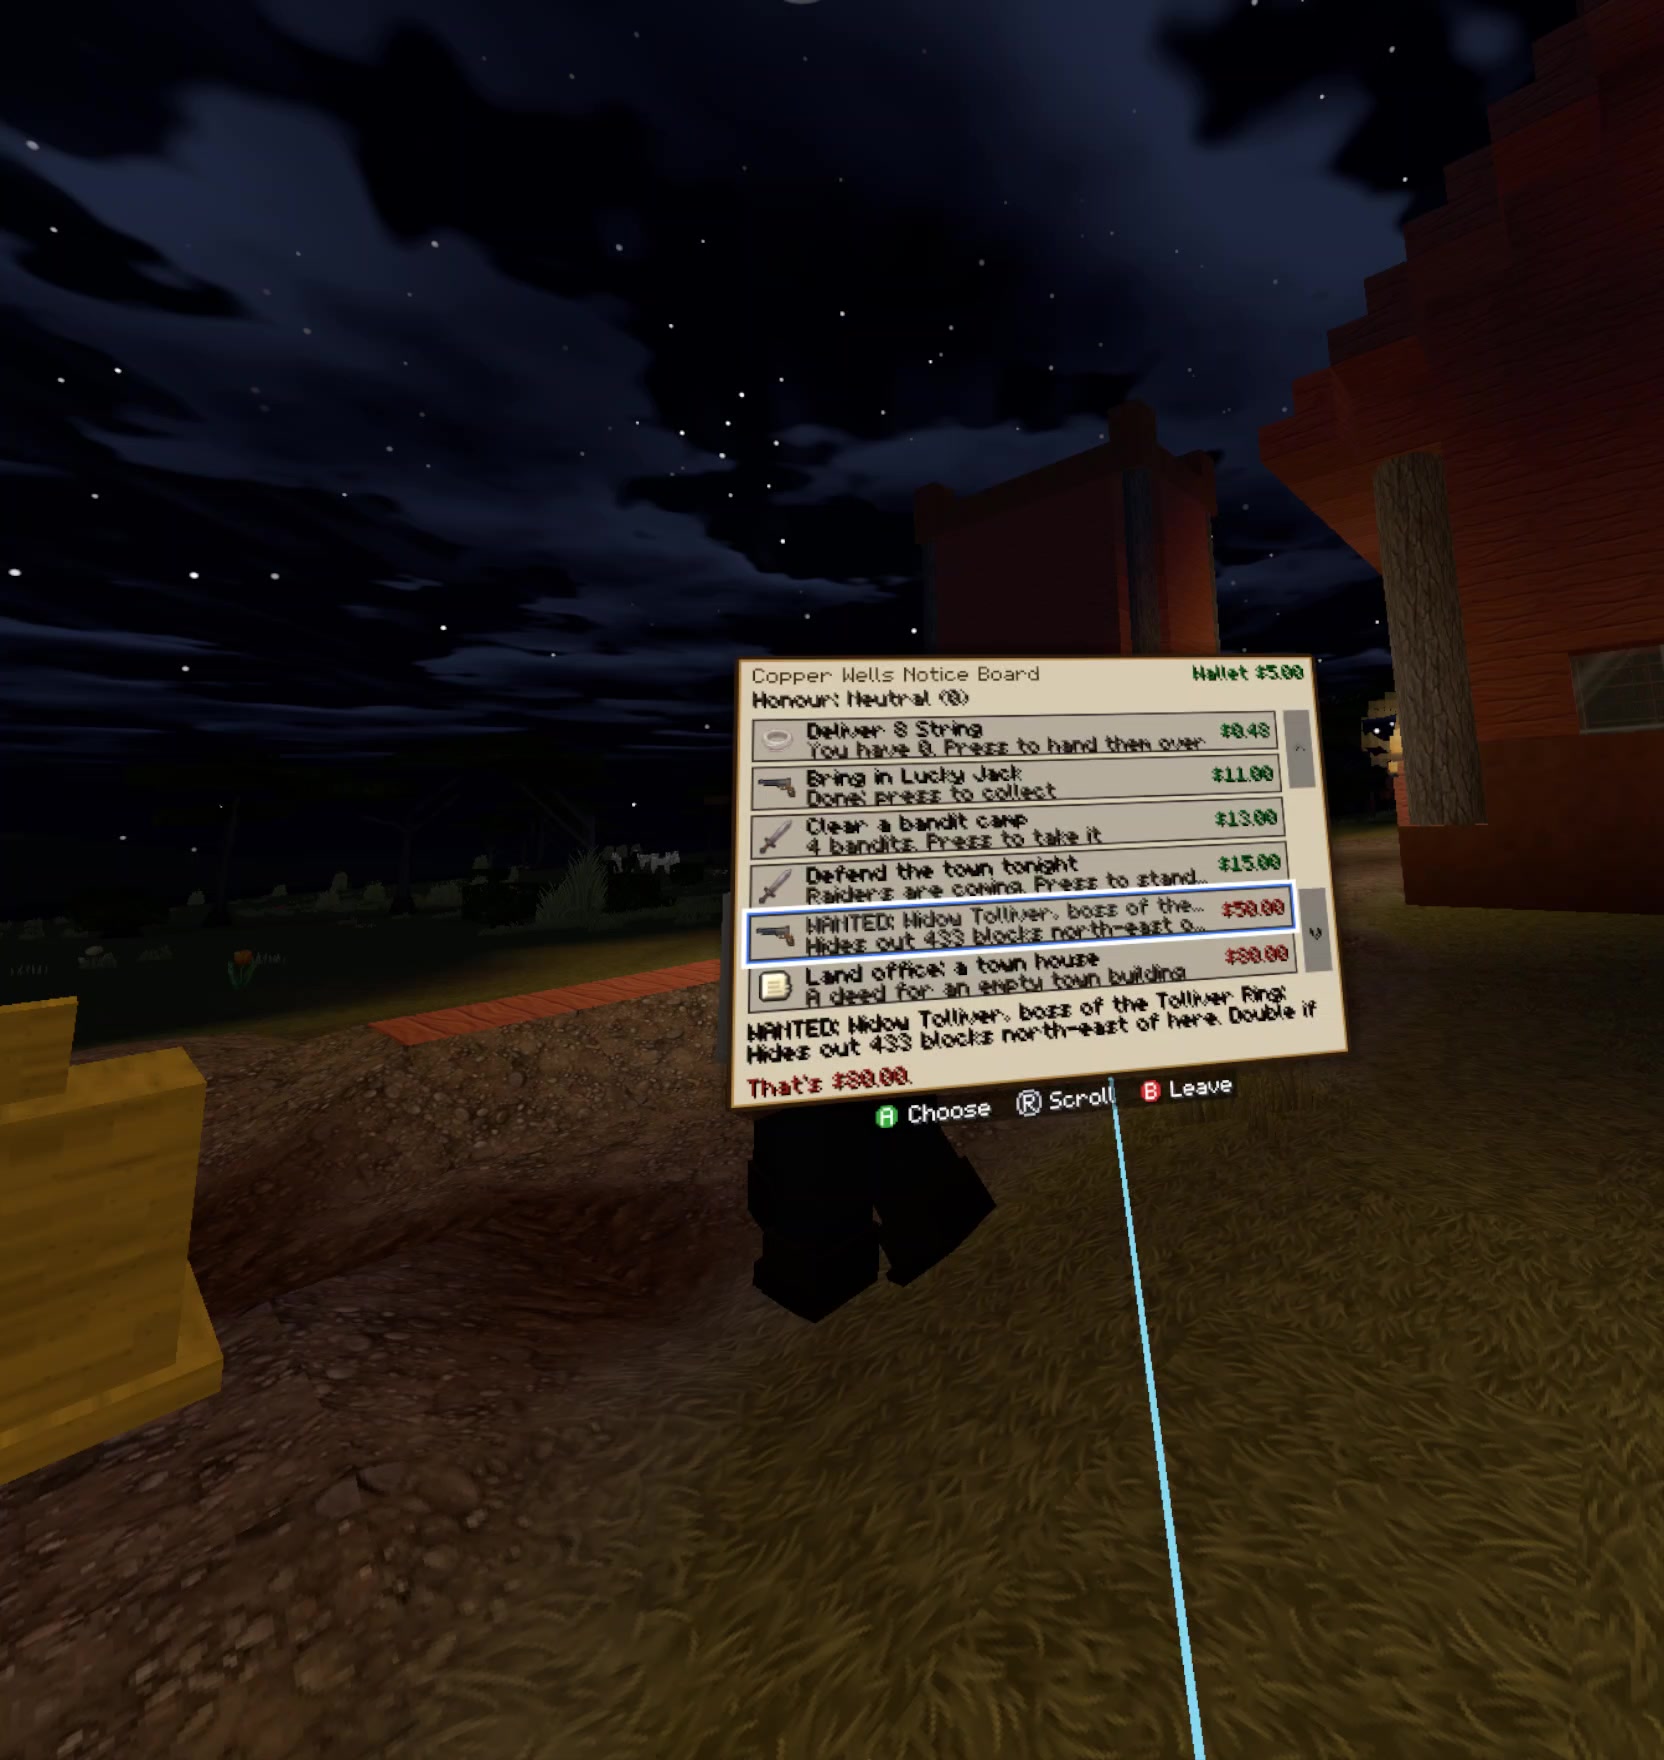 Copper Wells Notice Board
Wallet $5.00
Honour: Neutral (0)
Deliver 8 String
$0.48
You have 0. Press to hand them over
Bring in Lucky Jack
$11.00
Done: press to collect
Clear a bandit camp
$13.00
4 bandits. Press to take it
Defend the town tonight
$15.00
Raiders are coming. Press to stand...
WANTED: Widow Tolliver, boss of the...
$50.00
Hides out 433 blocks north-east o...
Land office: a town house
$80.00
A deed for an empty town building
WANTED: Widow Tolliver, boss of the Tolliver Ring:
Hides out 433 blocks north-east of here. Double if
That's $80.00.
A Choose
R Scroll
B Leave